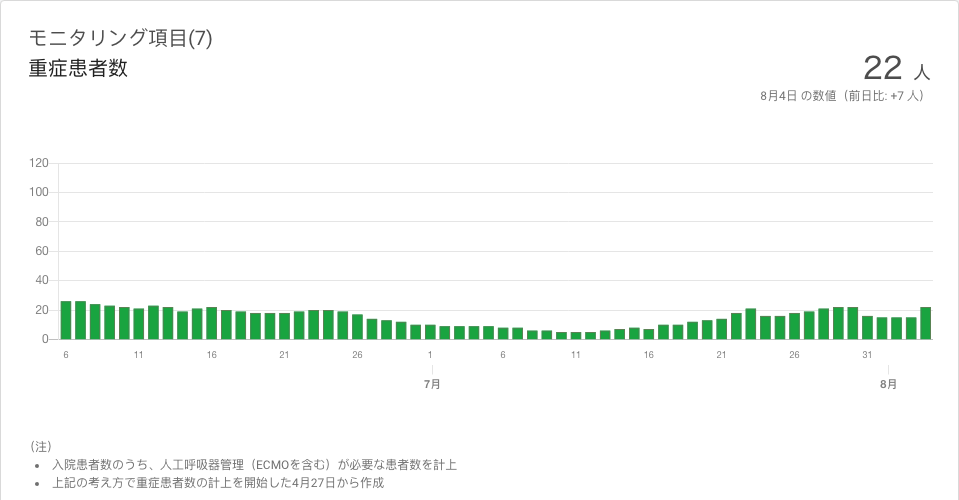 モニタリング項目(7)
重症患者数
22 人
8月4日 の数値（前日比: +7 人）
120
100
80
60
40
20
0
6 11 16 21 26 1 6 11 16 21 26 31
7月 8月
（注）
• 入院患者数のうち、人工呼吸器管理（ECMOを含む）が必要な患者数を計上
• 上記の考え方で重症患者数の計上を開始した4月27日から作成